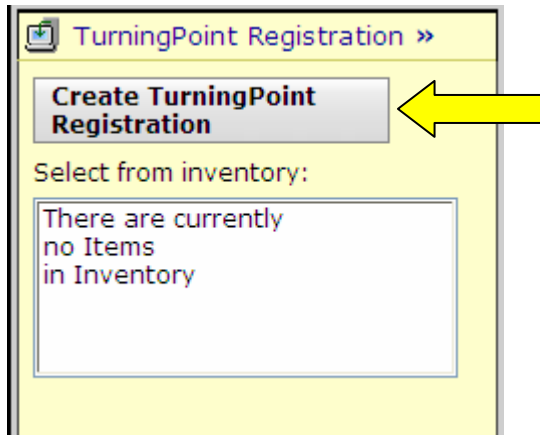 TurningPoint Registration »
Create TurningPoint
Registration
Select from inventory:
There are currently
no Items
in Inventory